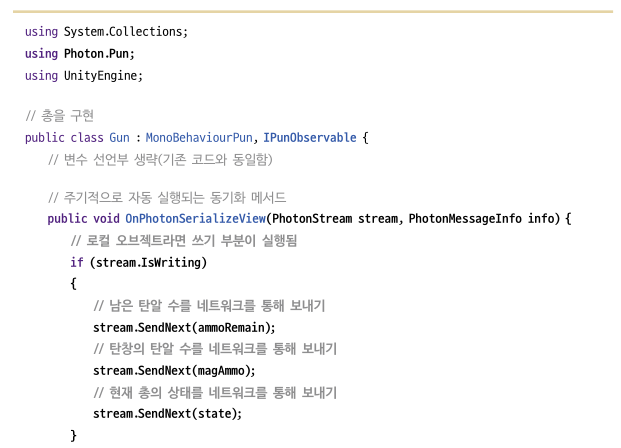 using System.Collections;
using Photon.Pun;
using UnityEngine;
// 총을 구현
public class Gun : MonoBehaviourPun, IPunObservable {
// 변수 선언부 생략(기존 코드와 동일함)
// 주기적으로 자동 실행되는 동기화 메서드
public void OnPhotonSerializeView(PhotonStream stream, PhotonMessageInfo info) {
// 로컬 오브젝트라면 쓰기 부분이 실행됨
if (stream.IsWriting)
{
// 남은 탄알 수를 네트워크를 통해 보내기
stream.SendNext(ammoRemain);
// 탄창의 탄알 수를 네트워크를 통해 보내기
stream.SendNext(magAmmo);
// 현재 총의 상태를 네트워크를 통해 보내기
stream.SendNext(state);
}